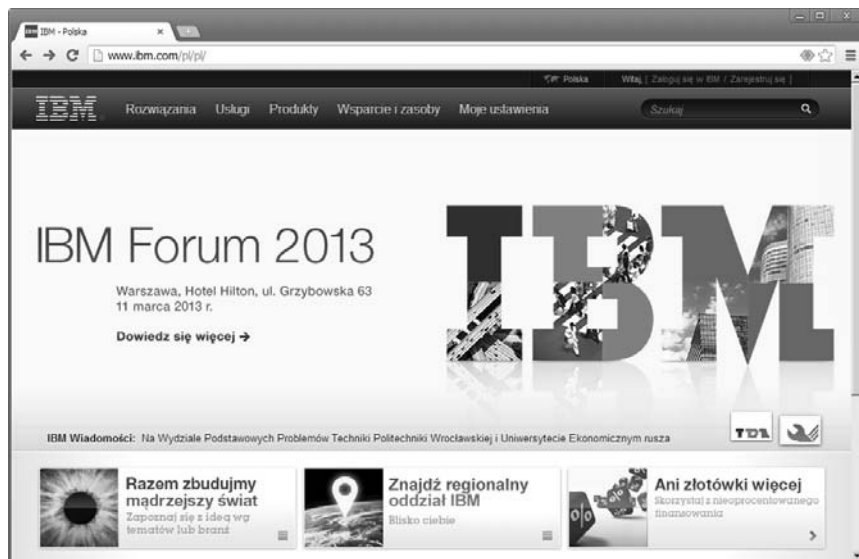 IBM - Polska
www.ibm.com/pl/pl/
Polska Witaj [ Zaloguj się w IBM / Zarejestruj się ]
IBM Rozwiązania Usługi Produkty Wsparcie i zasoby Moje ustawienia Szukaj
IBM Forum 2013
IBM
Warszawa, Hotel Hilton, ul. Grzybowska 63
11 marca 2013 r.
Dowiedz się więcej →
IBM Wiadomości: Na Wydziale Podstawowych Problemów Techniki Politechniki Wrocławskiej i Uniwersytecie Ekonomicznym rusza
Razem zbudujmy
mądrzejszy świat
Zapoznaj się z ideą wg
tematów lub branż
Znajdź regionalny
oddział IBM
Blisko ciebie
Ani złotówki więcej
Skorzystaj z nieoprocentowanego
finansowania